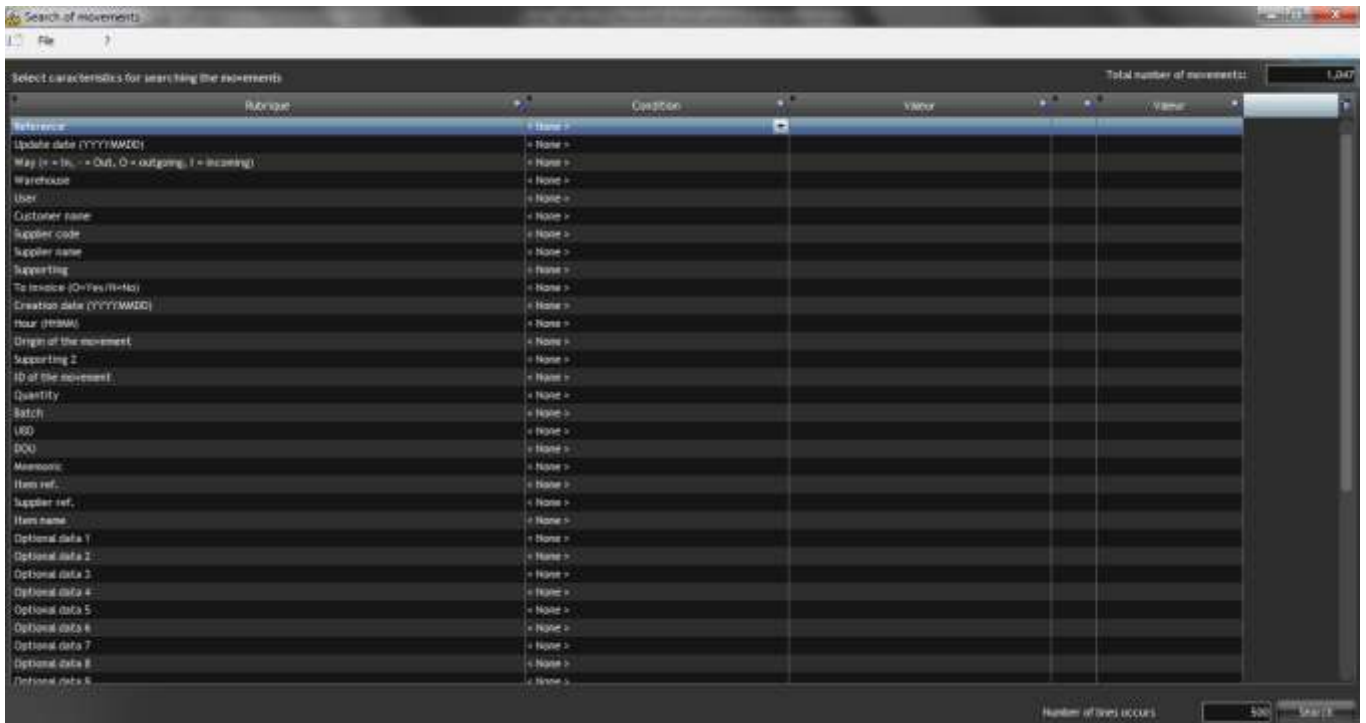 Search of movements
File ?
Select caracteristics for searching the movements Total number of movements: 1,047
Rubrique Condition Valeur Valeur
Reference < None >
Update date (YYYYMMDD) < None >
Way (+ = In, - = Out, O = outgoing, I = incoming) < None >
Warehouse < None >
User < None >
Customer name < None >
Supplier code < None >
Supplier name < None >
Supporting < None >
To invoice (O=Yes/N=No) < None >
Creation date (YYYYMMDD) < None >
Hour (HHMM) < None >
Origin of the movement < None >
Supporting 2 < None >
ID of the movement < None >
Quantity < None >
Batch < None >
UBD < None >
DOU < None >
Mnemonic < None >
Item ref. < None >
Supplier ref. < None >
Item name < None >
Optional data 1 < None >
Optional data 2 < None >
Optional data 3 < None >
Optional data 4 < None >
Optional data 5 < None >
Optional data 6 < None >
Optional data 7 < None >
Optional data 8 < None >
Optional data 9 < None >
Number of lines occurs 500 Search